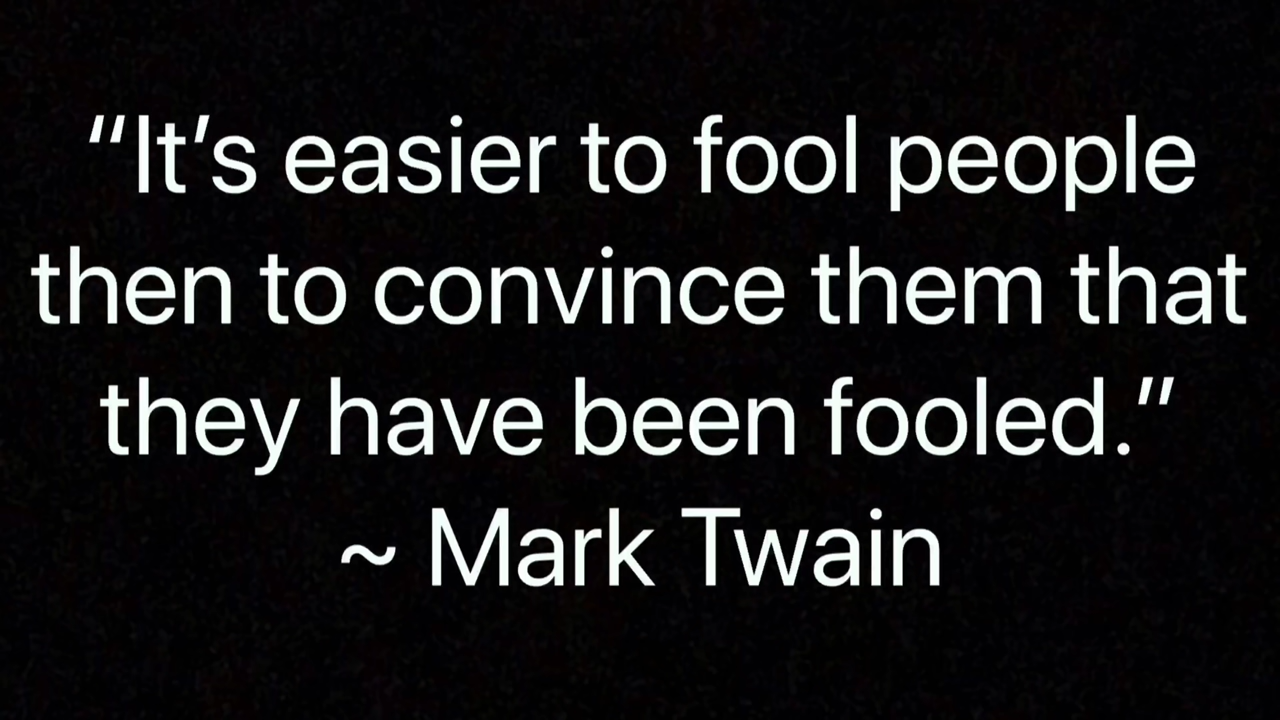 “It’s easier to fool people
then to convince them that
they have been fooled.”
~ Mark Twain